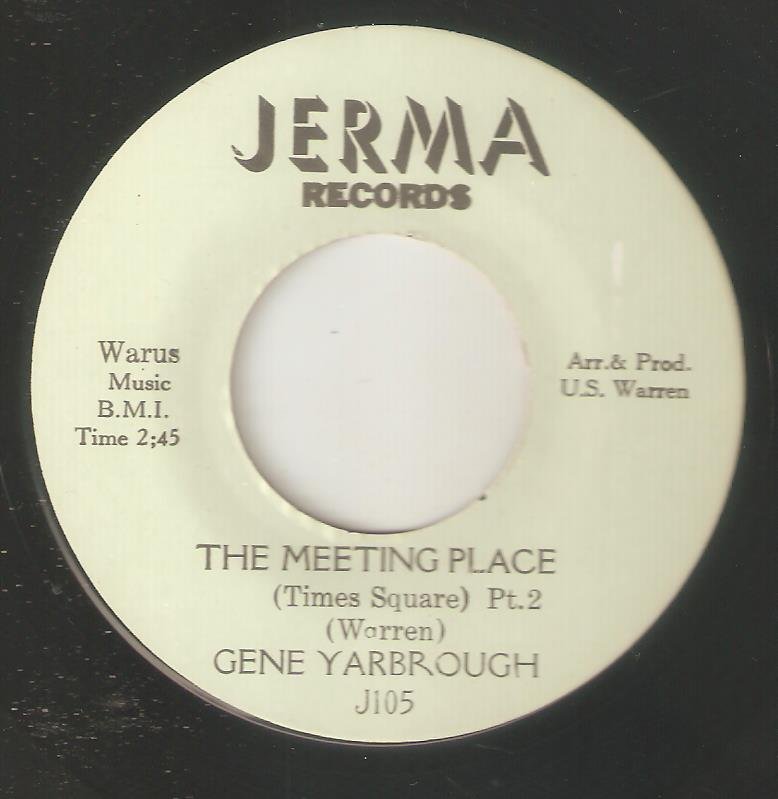 JERMA
RECORDS
Warus
Music
B.M.I.
Time 2;45
Arr.& Prod.
U.S. Warren
THE MEETING PLACE
(Times Square) Pt.2
(Warren)
GENE YARBROUGH
J105